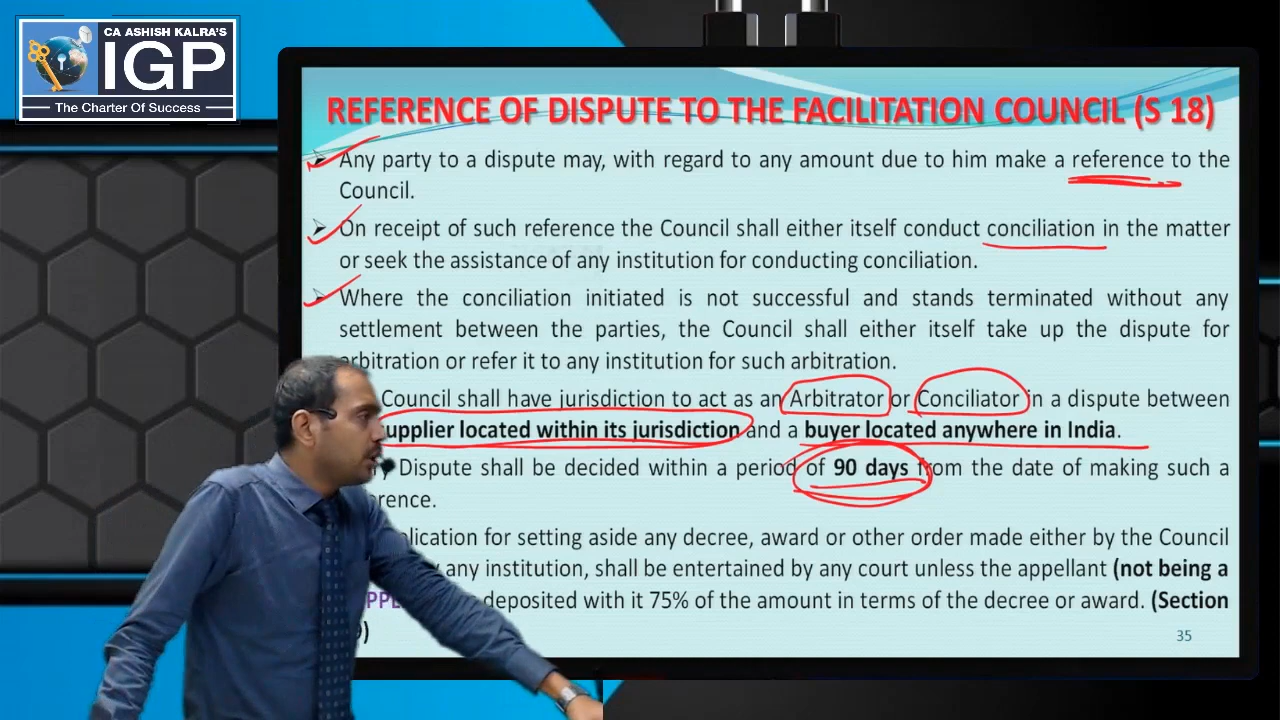 CA ASHISH KALRA'S
IGP
The Charter Of Success
REFERENCE OF DISPUTE TO THE FACILITATION COUNCIL (S 18)
Any party to a dispute may, with regard to any amount due to him make a reference to the
Council.
On receipt of such reference the Council shall either itself conduct conciliation in the matter
or seek the assistance of any institution for conducting conciliation.
Where the conciliation initiated is not successful and stands terminated without any
settlement between the parties, the Council shall either itself take up the dispute for
arbitration or refer it to any institution for such arbitration.
Council shall have jurisdiction to act as an Arbitrator or Conciliator in a dispute between
upplier located within its jurisdiction and a buyer located anywhere in India.
Dispute shall be decided within a period of 90 days from the date of making such a
rence.
lication for setting aside any decree, award or other order made either by the Council
any institution, shall be entertained by any court unless the appellant (not being a
deposited with it 75% of the amount in terms of the decree or award. (Section
35